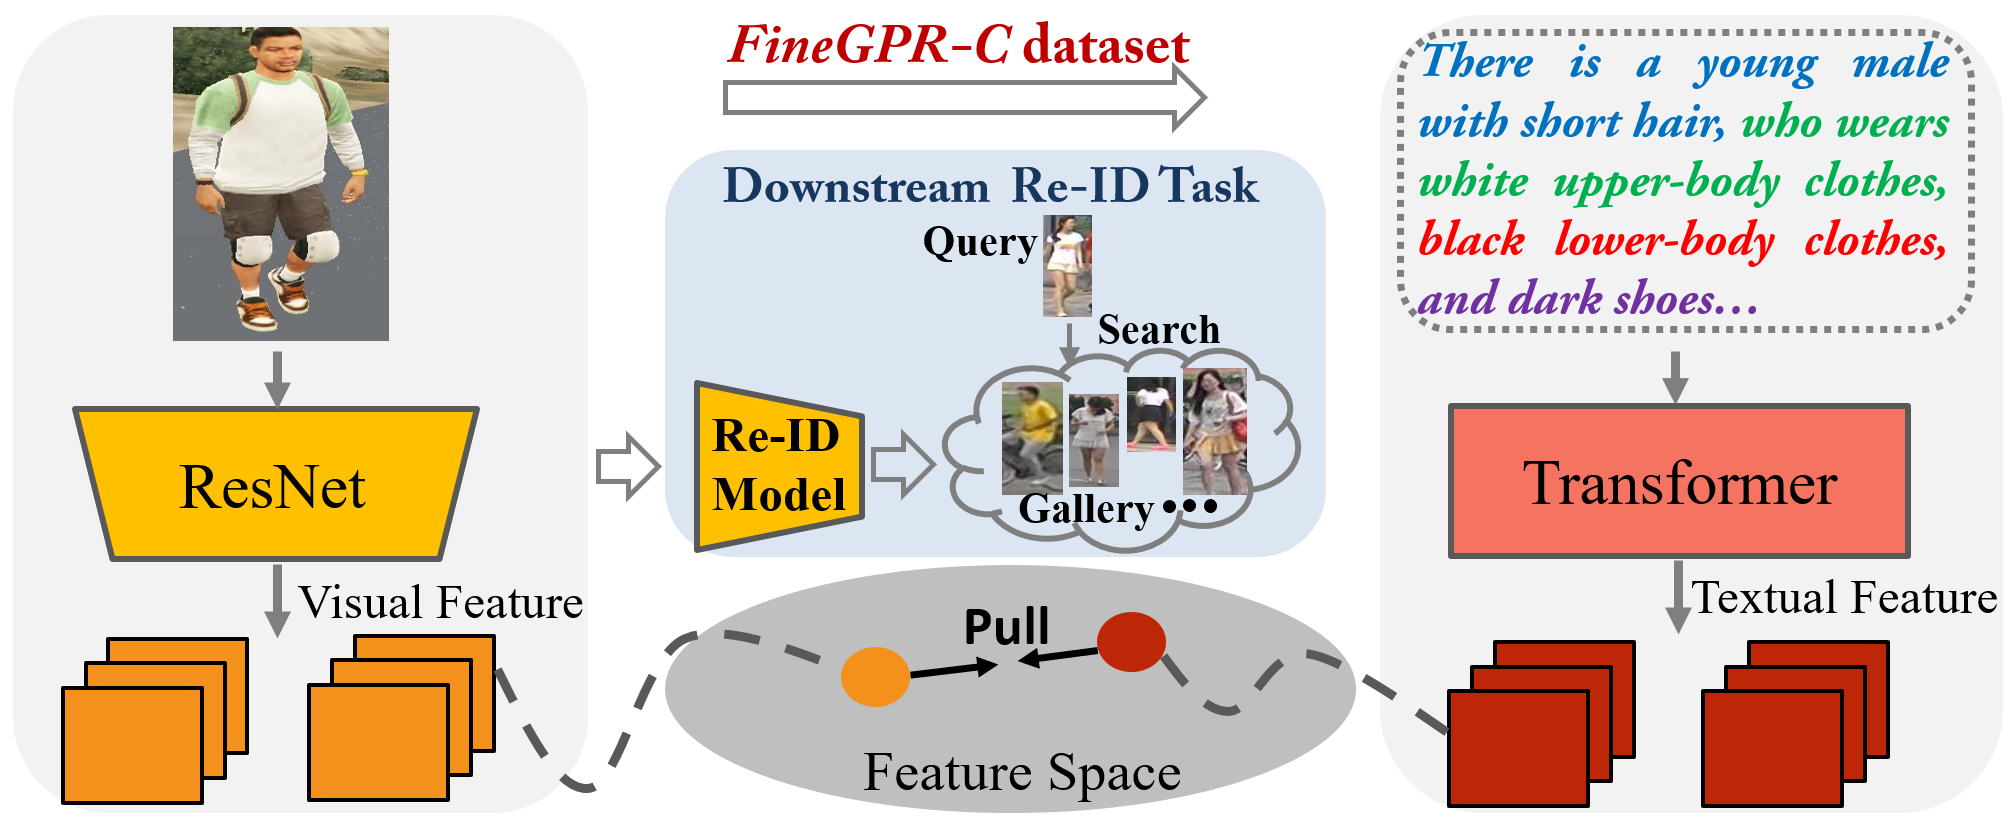 FineGPR-C dataset
There is a young male
with short hair, who wears
white upper-body clothes,
black lower-body clothes,
and dark shoes...
Downstream Re-ID Task
Query
Search
Re-ID
Model
Gallery •••
ResNet
Transformer
Visual Feature
Textual Feature
Pull
Feature Space